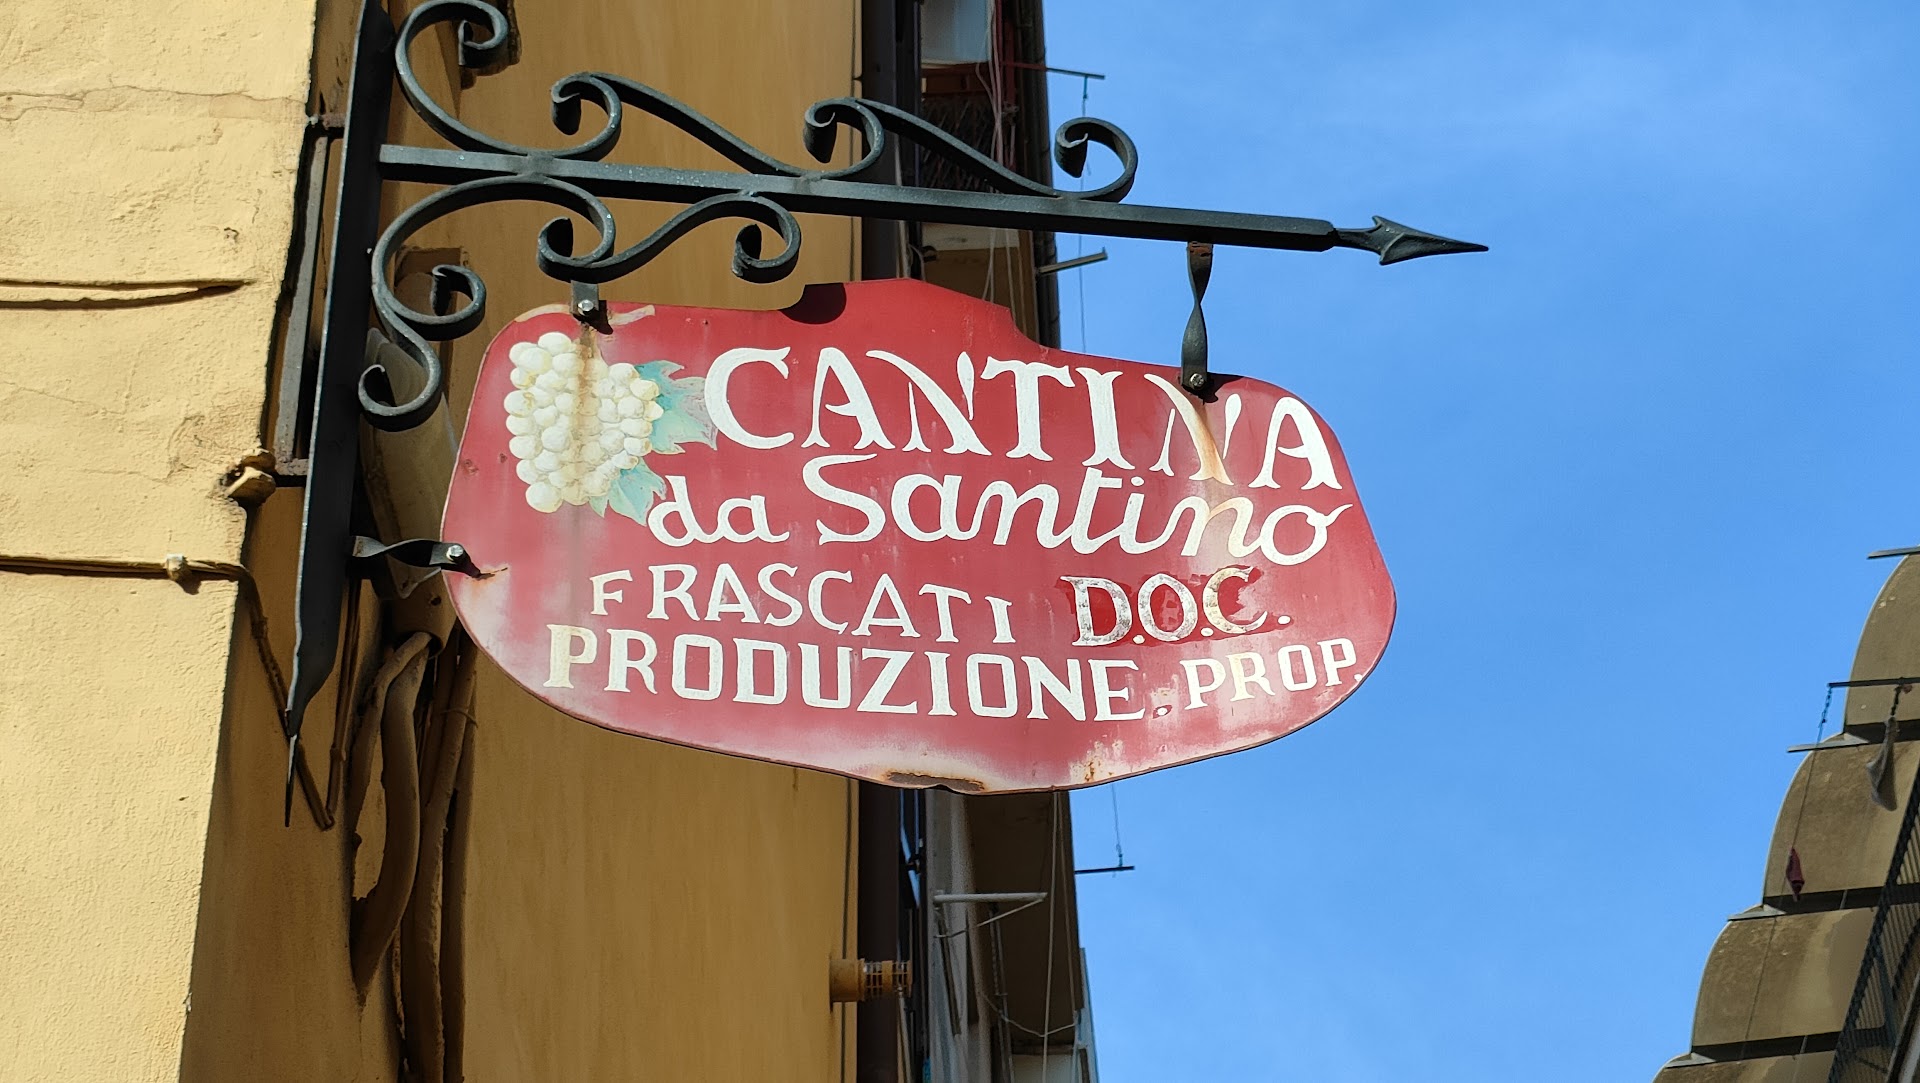 CANTINA
da Santino
FRASCATI D.O.C.
PRODUZIONE. PROP.